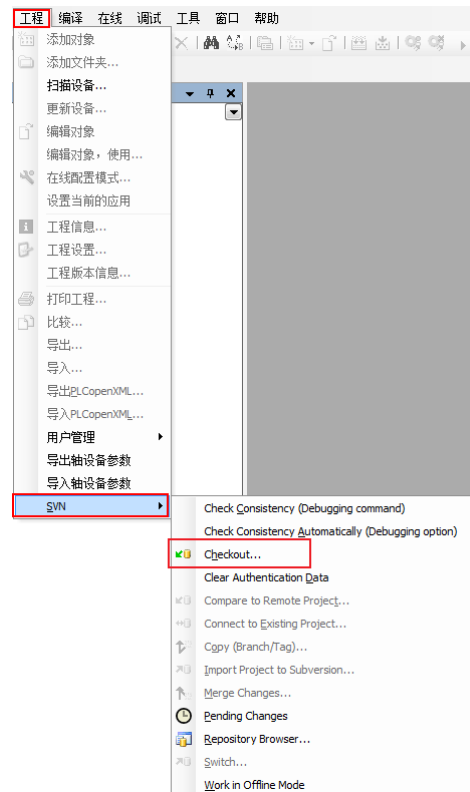 工程 编译 在线 调试 工具 窗口 帮助
添加对象
添加文件夹...
扫描设备...
更新设备...
编辑对象
编辑对象，使用...
在线配置模式...
设置当前的应用
工程信息...
工程设置...
工程版本信息...
打印工程...
比较...
导出...
导入...
导出PLCopenXML...
导入PLCopenXML...
用户管理
导出轴设备参数
导入轴设备参数
SVN
Check Consistency (Debugging command)
Check Consistency Automatically (Debugging option)
Checkout...
Clear Authentication Data
Compare to Remote Project...
Connect to Existing Project...
Copy (Branch/Tag)...
Import Project to Subversion...
Merge Changes...
Pending Changes
Repository Browser...
Switch...
Work in Offline Mode